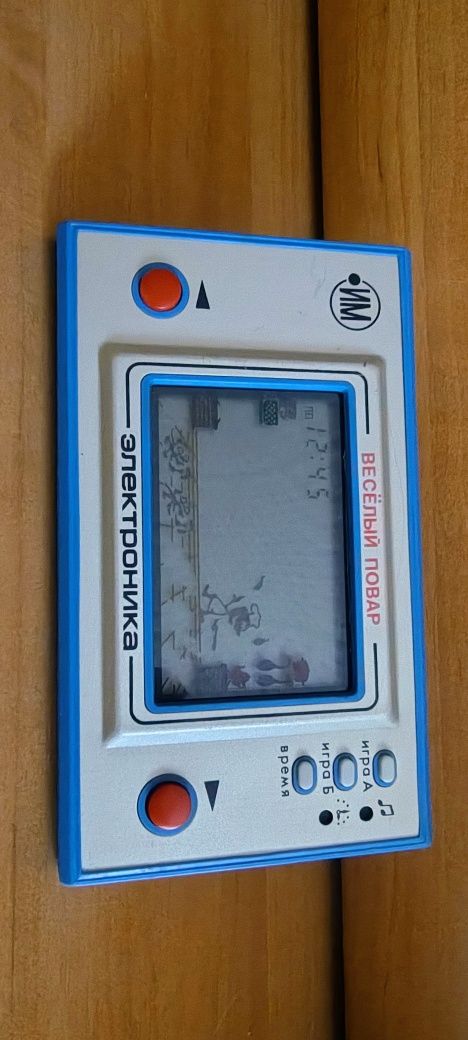 ИМ
ВЕСЁЛЫЙ ПОВАР
12:45
электроника
игра А
игра Б
время